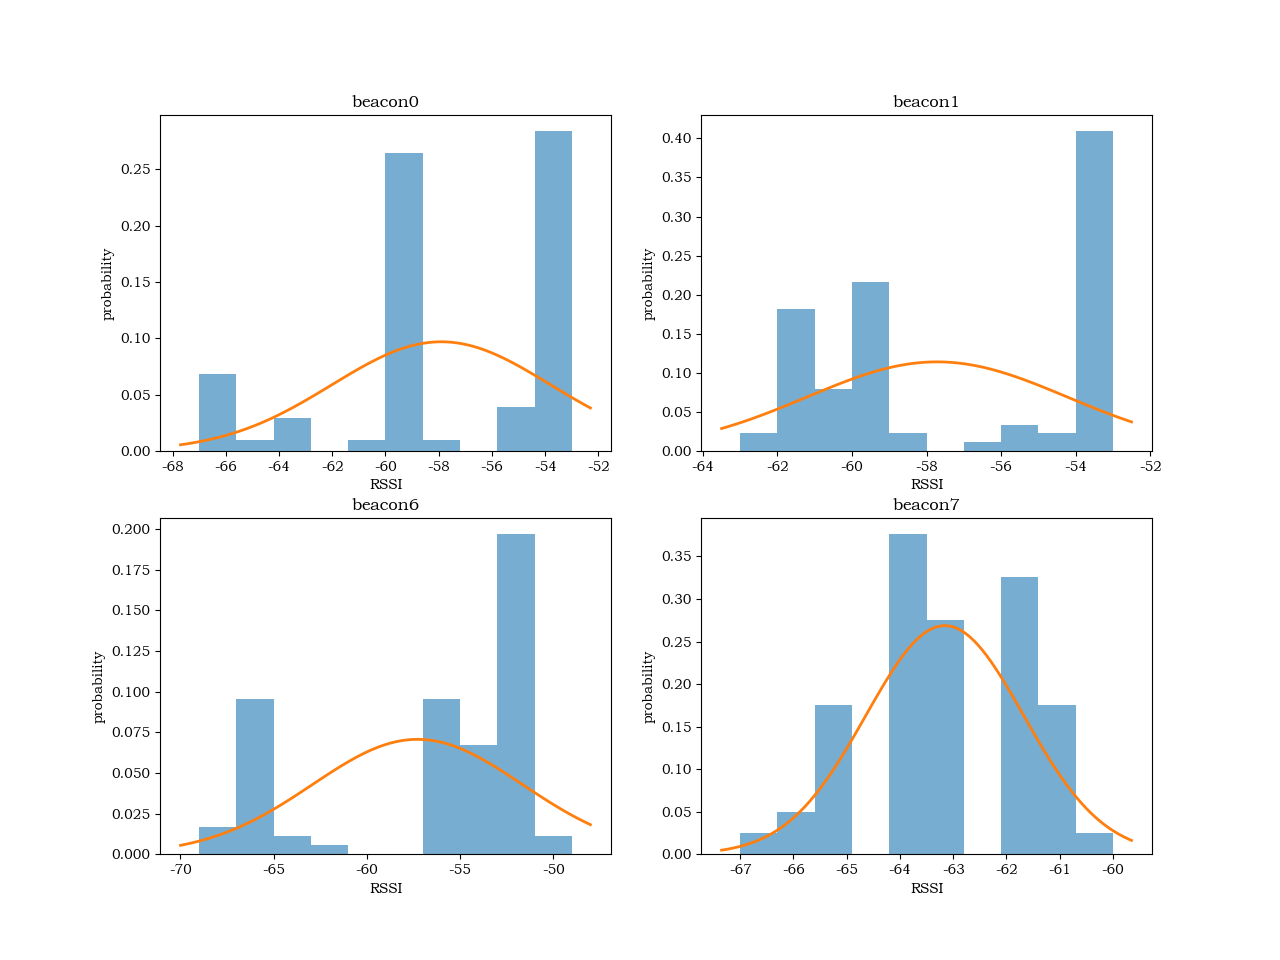 beacon0
probability
0.25
0.20
0.15
0.10
0.05
0.00
-68 -66 -64 -62 -60 -58 -56 -54 -52
RSSI
beacon1
probability
0.40
0.35
0.30
0.25
0.20
0.15
0.10
0.05
0.00
-64 -62 -60 -58 -56 -54 -52
RSSI
beacon6
probability
0.200
0.175
0.150
0.125
0.100
0.075
0.050
0.025
0.000
-70 -65 -60 -55 -50
RSSI
beacon7
probability
0.35
0.30
0.25
0.20
0.15
0.10
0.05
0.00
-67 -66 -65 -64 -63 -62 -61 -60
RSSI